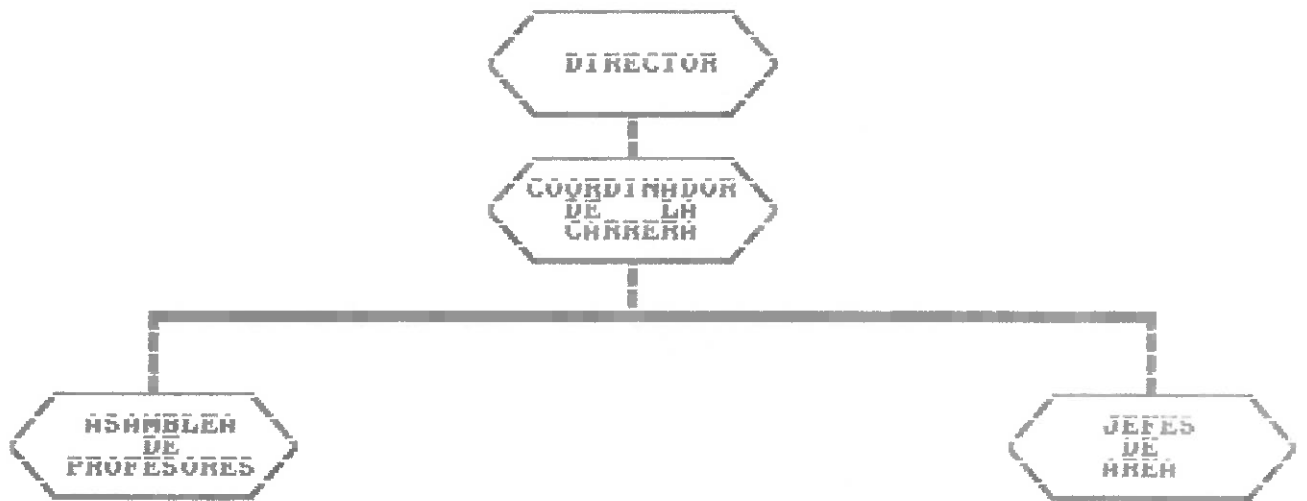 DIRECTOR
COORDINADOR
DE LA
CARRERA
ASAMBLEA
DE
PROFESORES
JEFES
DE
AREA